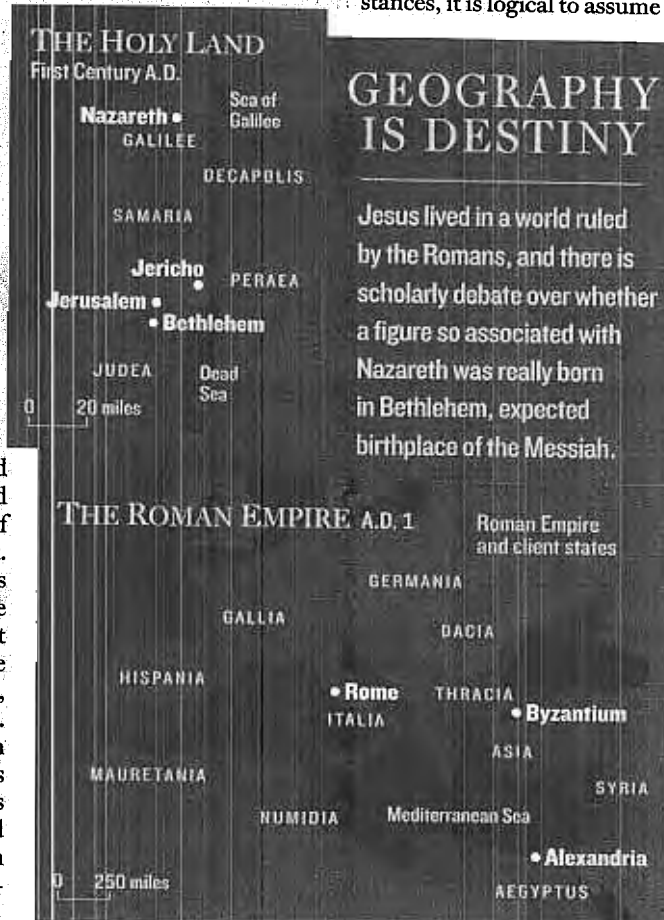 stances, it is logical to assume
THE HOLY LAND
First Century A.D.
Nazareth
Sea of
Galilee
GALILEE
DECAPOLIS
SAMARIA
Jericho
PERAEA
Jerusalem
Bethlehem
JUDEA
Dead
Sea
0 20 miles
GEOGRAPHY
IS DESTINY
Jesus lived in a world ruled
by the Romans, and there is
scholarly debate over whether
a figure so associated with
Nazareth was really born
in Bethlehem, expected
birthplace of the Messiah.
THE ROMAN EMPIRE A.D. 1
Roman Empire
and client states
GERMANIA
GALLIA
DACIA
HISPANIA
Rome
THRACIA
ITALIA
Byzantium
ASIA
MAURETANIA
SYRIA
NUMIDIA
Mediterranean Sea
Alexandria
0 250 miles
AEGYPTUS